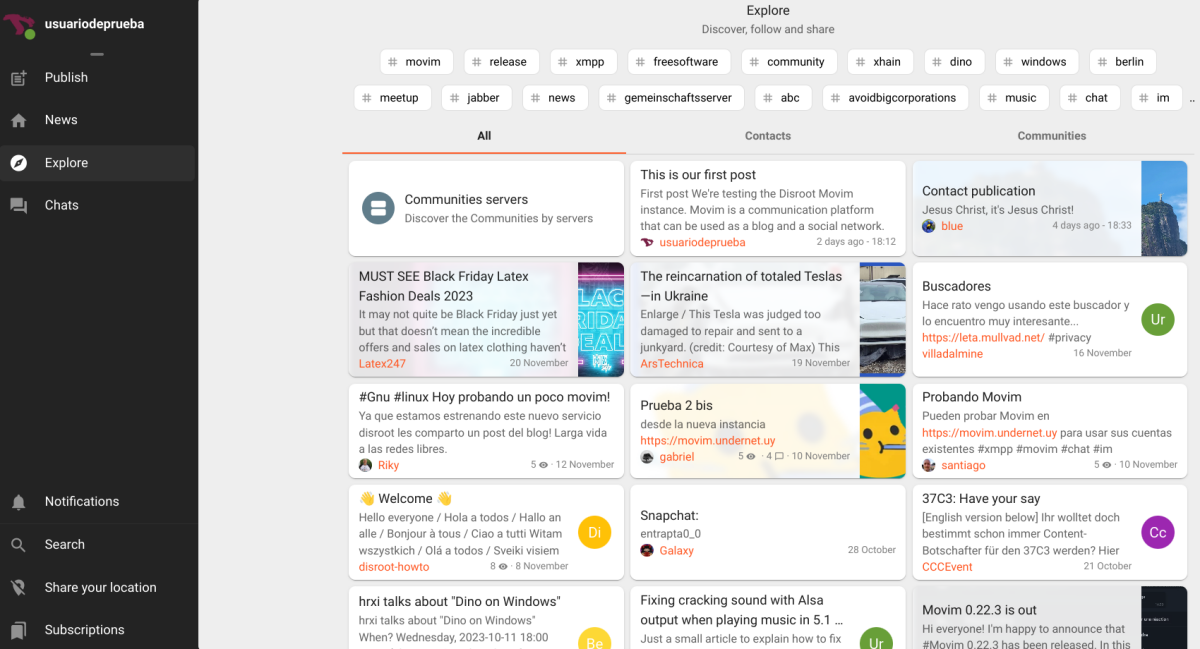 usuariodeprueba
Publish
News
Explore
Chats
Notifications
Search
Share your location
Subscriptions
Explore
Discover, follow and share
# movim # release # xmpp # freesoftware # community # xhain # dino # windows # berlin
# meetup # jabber # news # gemeinschaftsserver # abc # avoidbigcorporations # music # chat # im ..
All Contacts Communities
Communities servers
Discover the Communities by servers
This is our first post
First post We're testing the Disroot Movim
instance. Movim is a communication platform
that can be used as a blog and a social network.
usuariodeprueba 2 days ago - 18:12
Contact publication
Jesus Christ, it's Jesus Christ!
blue 4 days ago - 18:33
MUST SEE Black Friday Latex
Fashion Deals 2023
It may not quite be Black Friday just yet
but that doesn't mean the incredible
offers and sales on latex clothing haven't
Latex247 20 November
The reincarnation of totaled Teslas
—in Ukraine
Enlarge / This Tesla was judged too
damaged to repair and sent to a
junkyard. (credit: Courtesy of Max) This
ArsTechnica 19 November
Buscadores
Hace rato vengo usando este buscador y
lo encuentro muy interesante...
https://leta.mullvad.net/ #privacy
villadalmine 16 November
Ur
#Gnu #linux Hoy probando un poco movim!
Ya que estamos estrenando este nuevo servicio
disroot les comparto un post del blog! Larga vida
a las redes libres.
Riky 5 · 12 November
Prueba 2 bis
desde la nueva instancia
https://movim.undernet.uy
gabriel 5 · 4 · 10 November
Probando Movim
Pueden probar Movim en
https://movim.undernet.uy para usar sus cuentas
existentes #xmpp #movim #chat #im
santiago 5 · 10 November
👋 Welcome 👋
Hello everyone / Hola a todos / Hallo an
alle / Bonjour à tous / Ciao a tutti Witam
wszystkich / Olá a todos / Sveiki visiem
disroot-howto 8 · 8 November
Di
Snapchat:
entrapta0_0
Galaxy 28 October
37C3: Have your say
[English version below] Ihr wolltet doch
bestimmt schon immer Content-
Botschafter für den 37C3 werden? Hier
CCCEvent 21 October
Cc
hrxi talks about "Dino on Windows"
hrxi talks about "Dino on Windows"
When? Wednesday, 2023-10-11 18:00
Be
Fixing cracking sound with Alsa
output when playing music in 5.1 ...
Just a small article to explain how to fix
Ur
Movim 0.22.3 is out
Hi everyone! I'm happy to announce that
#Movim 0.22.3 has been released. In this